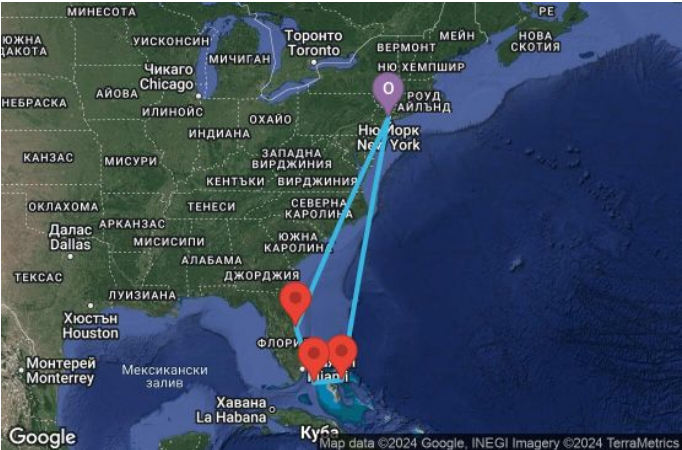 МИНЕСОТА
РЕ
ЮЖНА
ДАКОТА
УИСКОНСИН
Торонто
Toronto
МЕЙН
НОВА
СКОТИЯ
МИЧИГАН
ВЕРМОНТ
Чикаго
Chicago
НЮ ХЕМПШИР
НЕБРАСКА
АЙОВА
О
РОУД
АЙЛЪНД
ИЛИНОЙС
ОХАЙО
ИНДИАНА
Ню Йорк
New York
КАНЗАС
МИСУРИ
ЗАПАДНА
ВИРДЖИНИЯ
КЕНТЪКИ
ВИРДЖИНИЯ
ОКЛАХОМА
ТЕНЕСИ
СЕВЕРНА
КАРОЛИНА
АРКАНЗАС
Далас
Dallas
МИСИСИПИ
ЮЖНА
КАРОЛИНА
АЛАБАМА
ТЕКСАС
ДЖОРДЖИЯ
ЛУИЗИАНА
Хюстън
Houston
ФЛОРИ
Монтерей
Monterrey
Мексикански
залив
Miami
Хавана
La Habana
Куба
Google
Map data ©2024 Google, INEGI Imagery ©2024 TerraMetrics